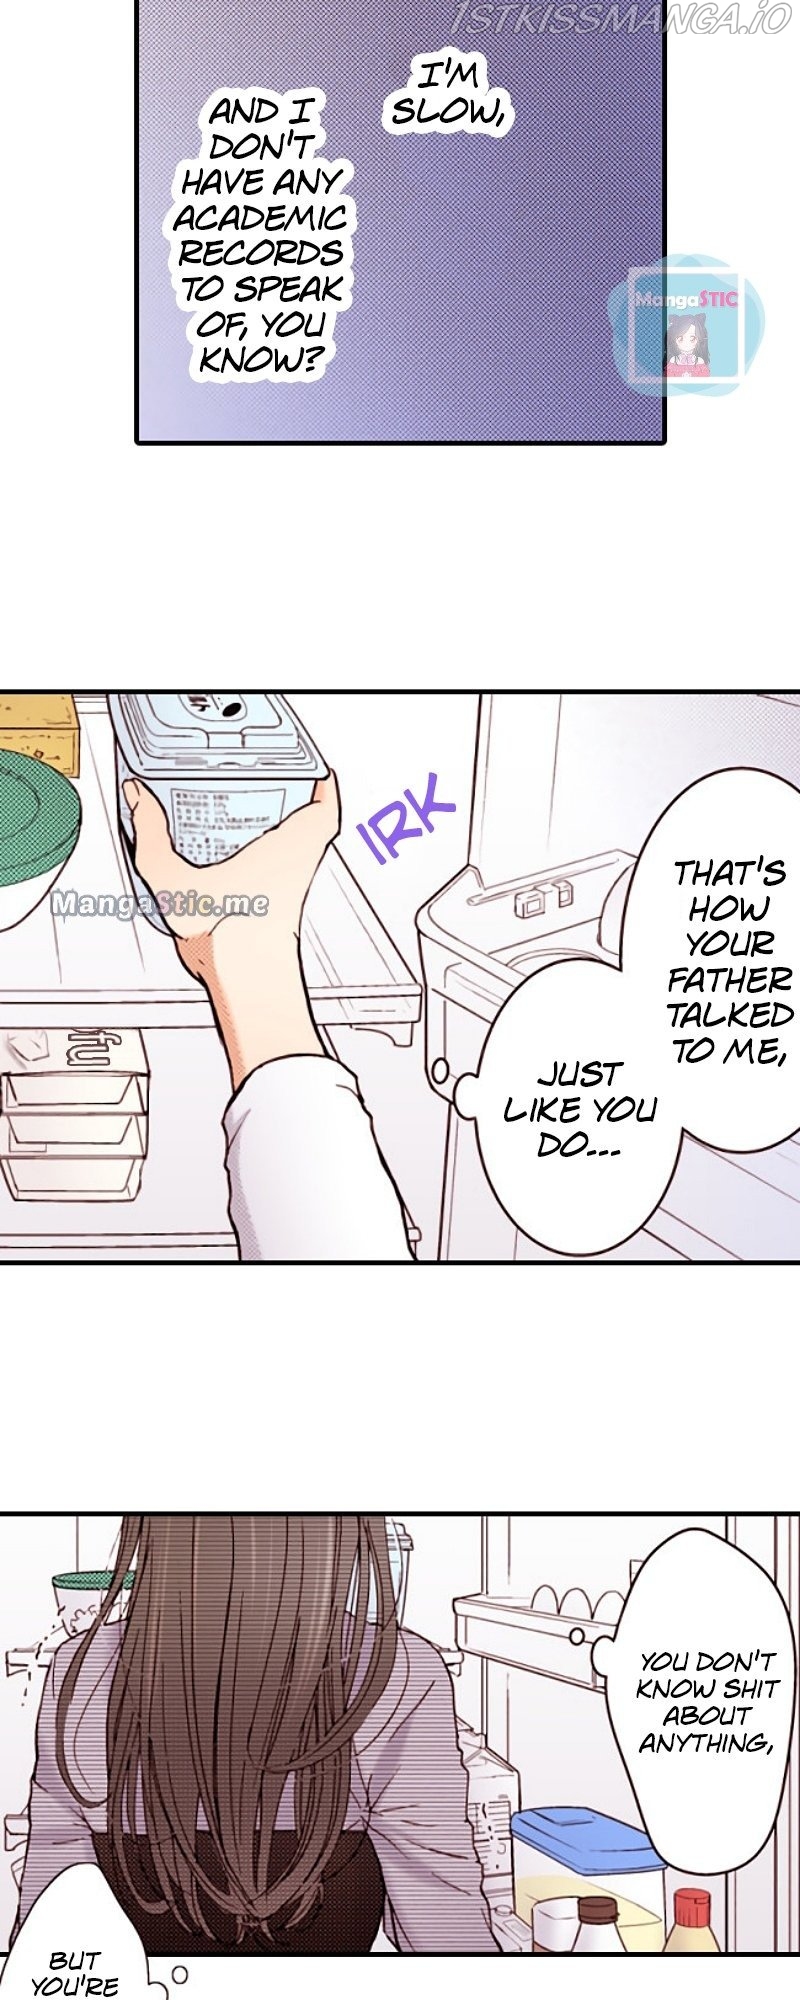 1STKISSMANGA.IO
I'M
SLOW,
AND I
DON'T
HAVE ANY
ACADEMIC
RECORDS
TO SPEAK
OF, YOU
KNOW?
MangaSTIC
IRK
THAT'S
HOW
YOUR
FATHER
TALKED
TO ME,
JUST
LIKE YOU
DO...
MangaStic.me
ofu
YOU DON'T
KNOW SHIT
ABOUT
ANYTHING,
BUT
YOU'RE